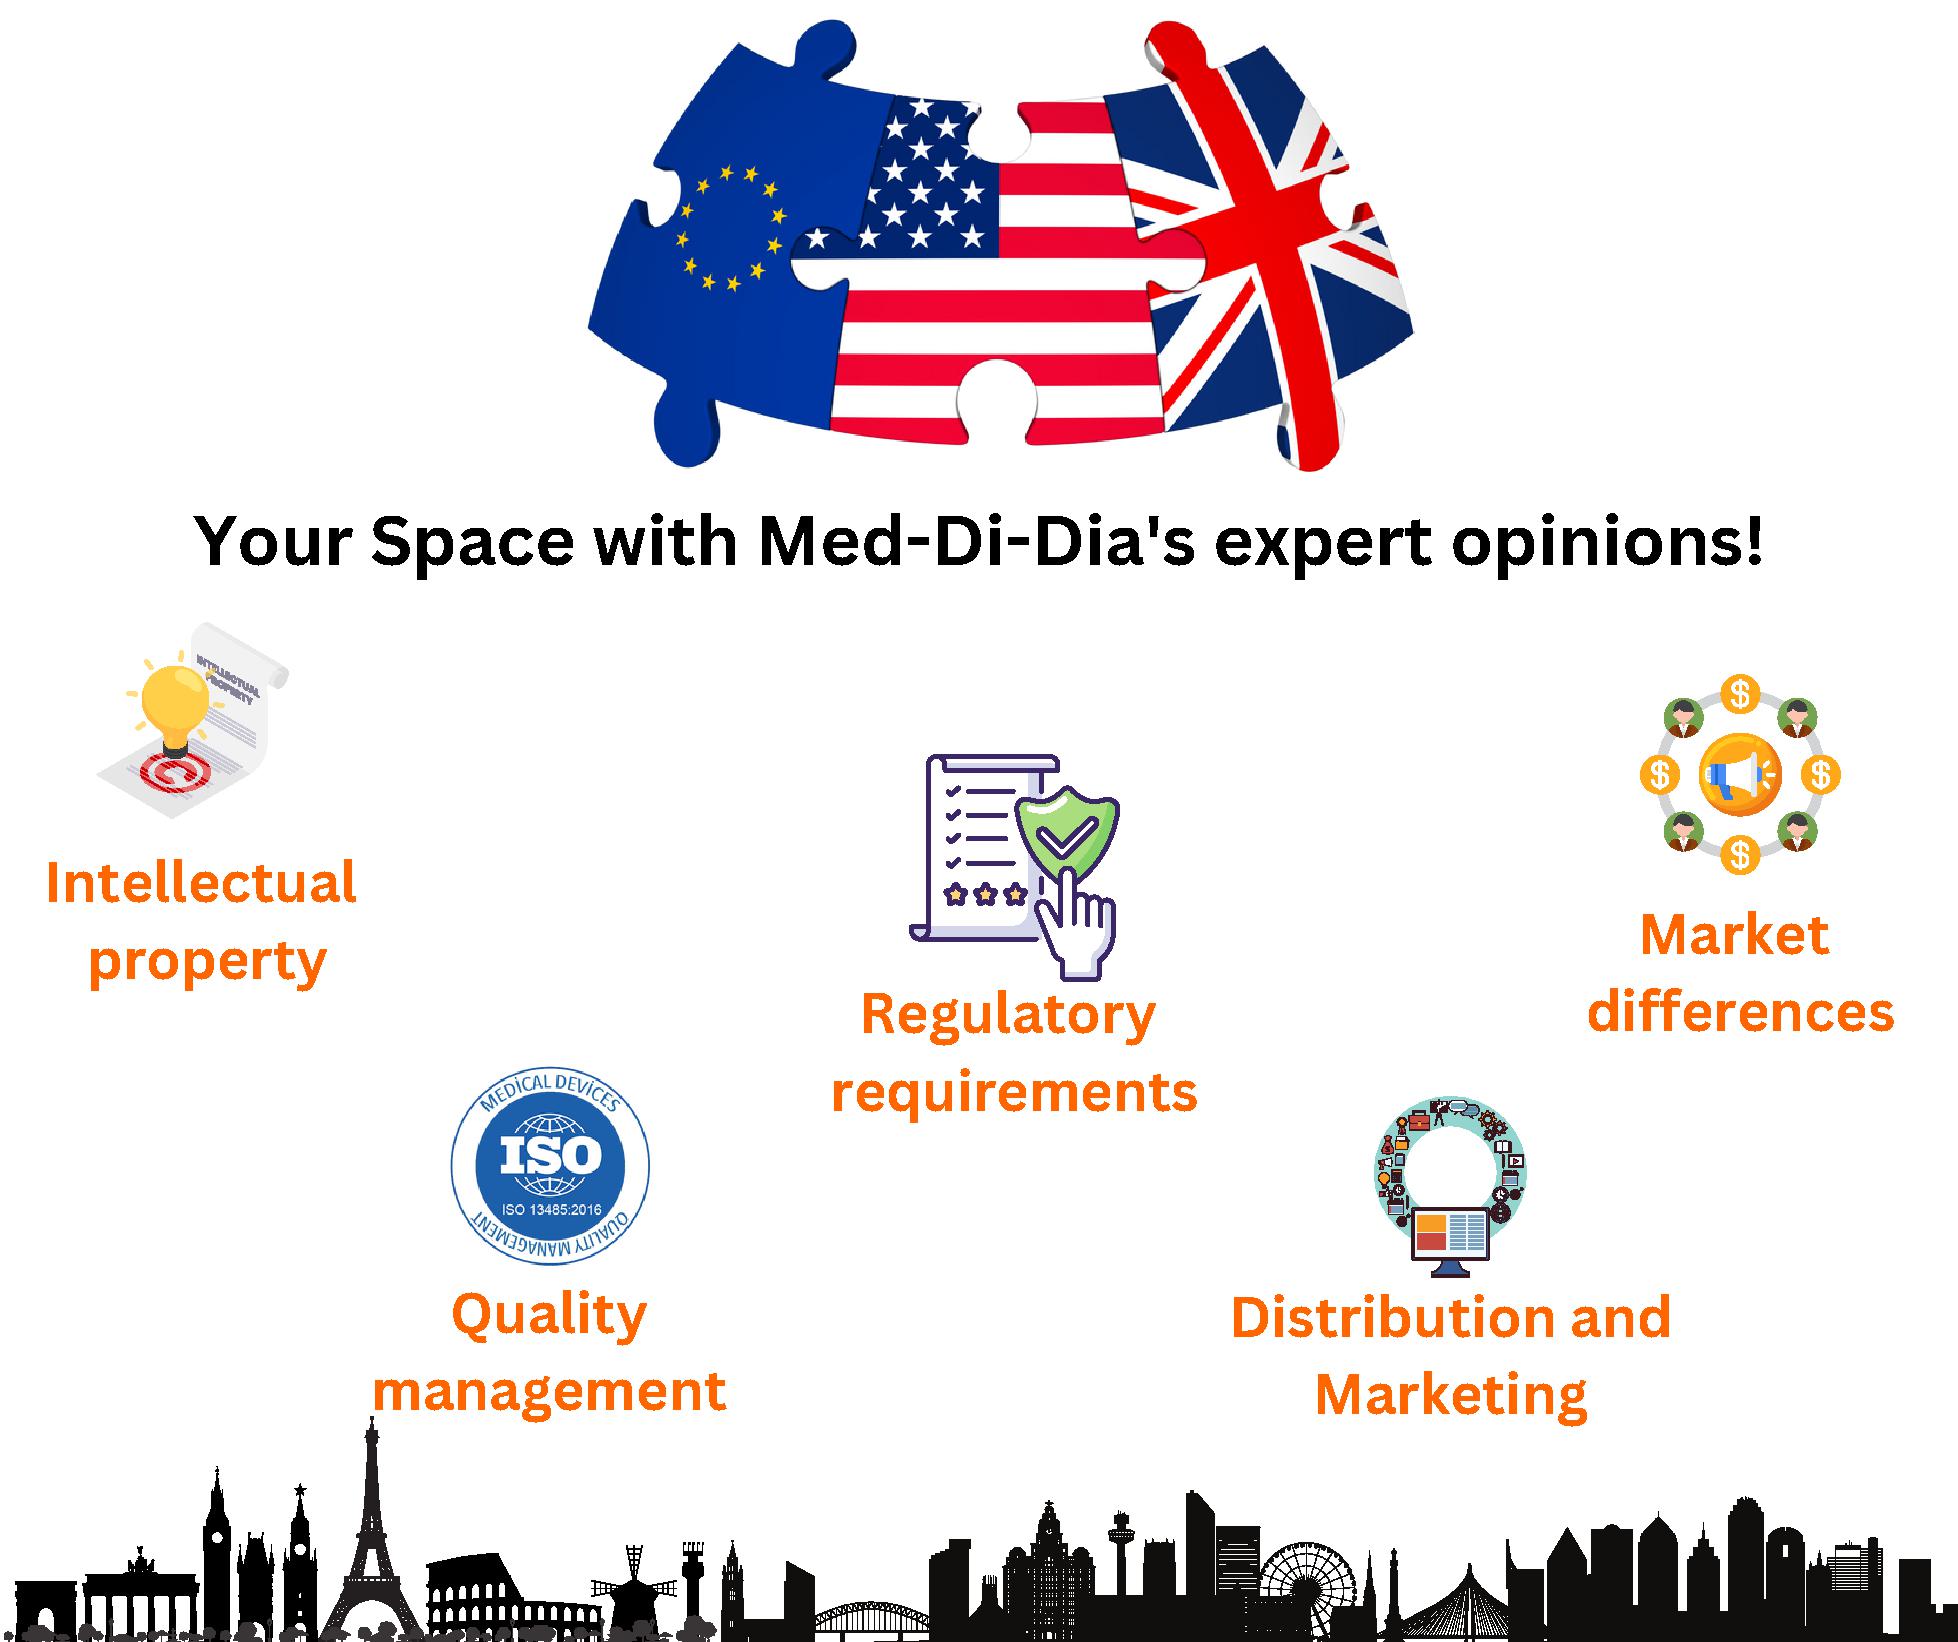 Your Space with Med-Di-Dia's expert opinions!
INTELLECTUAL
PROPERTY
Intellectual
property
Regulatory
requirements
Market
differences
MEDICAL DEVICES
ISO
ISO 13485:2016
QUALITY MANAGEMENT
Quality
management
Distribution and
Marketing